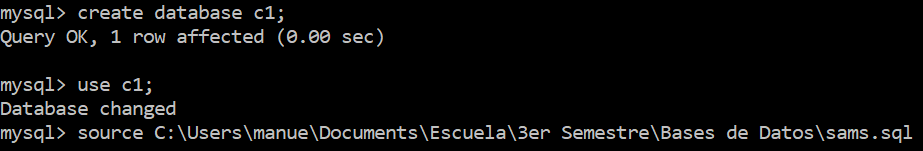 mysql> create database c1;
Query OK, 1 row affected (0.00 sec)
mysql> use c1;
Database changed
mysql> source C:\Users\manue\Documents\Escuela\3er Semestre\Bases de Datos\sams.sql